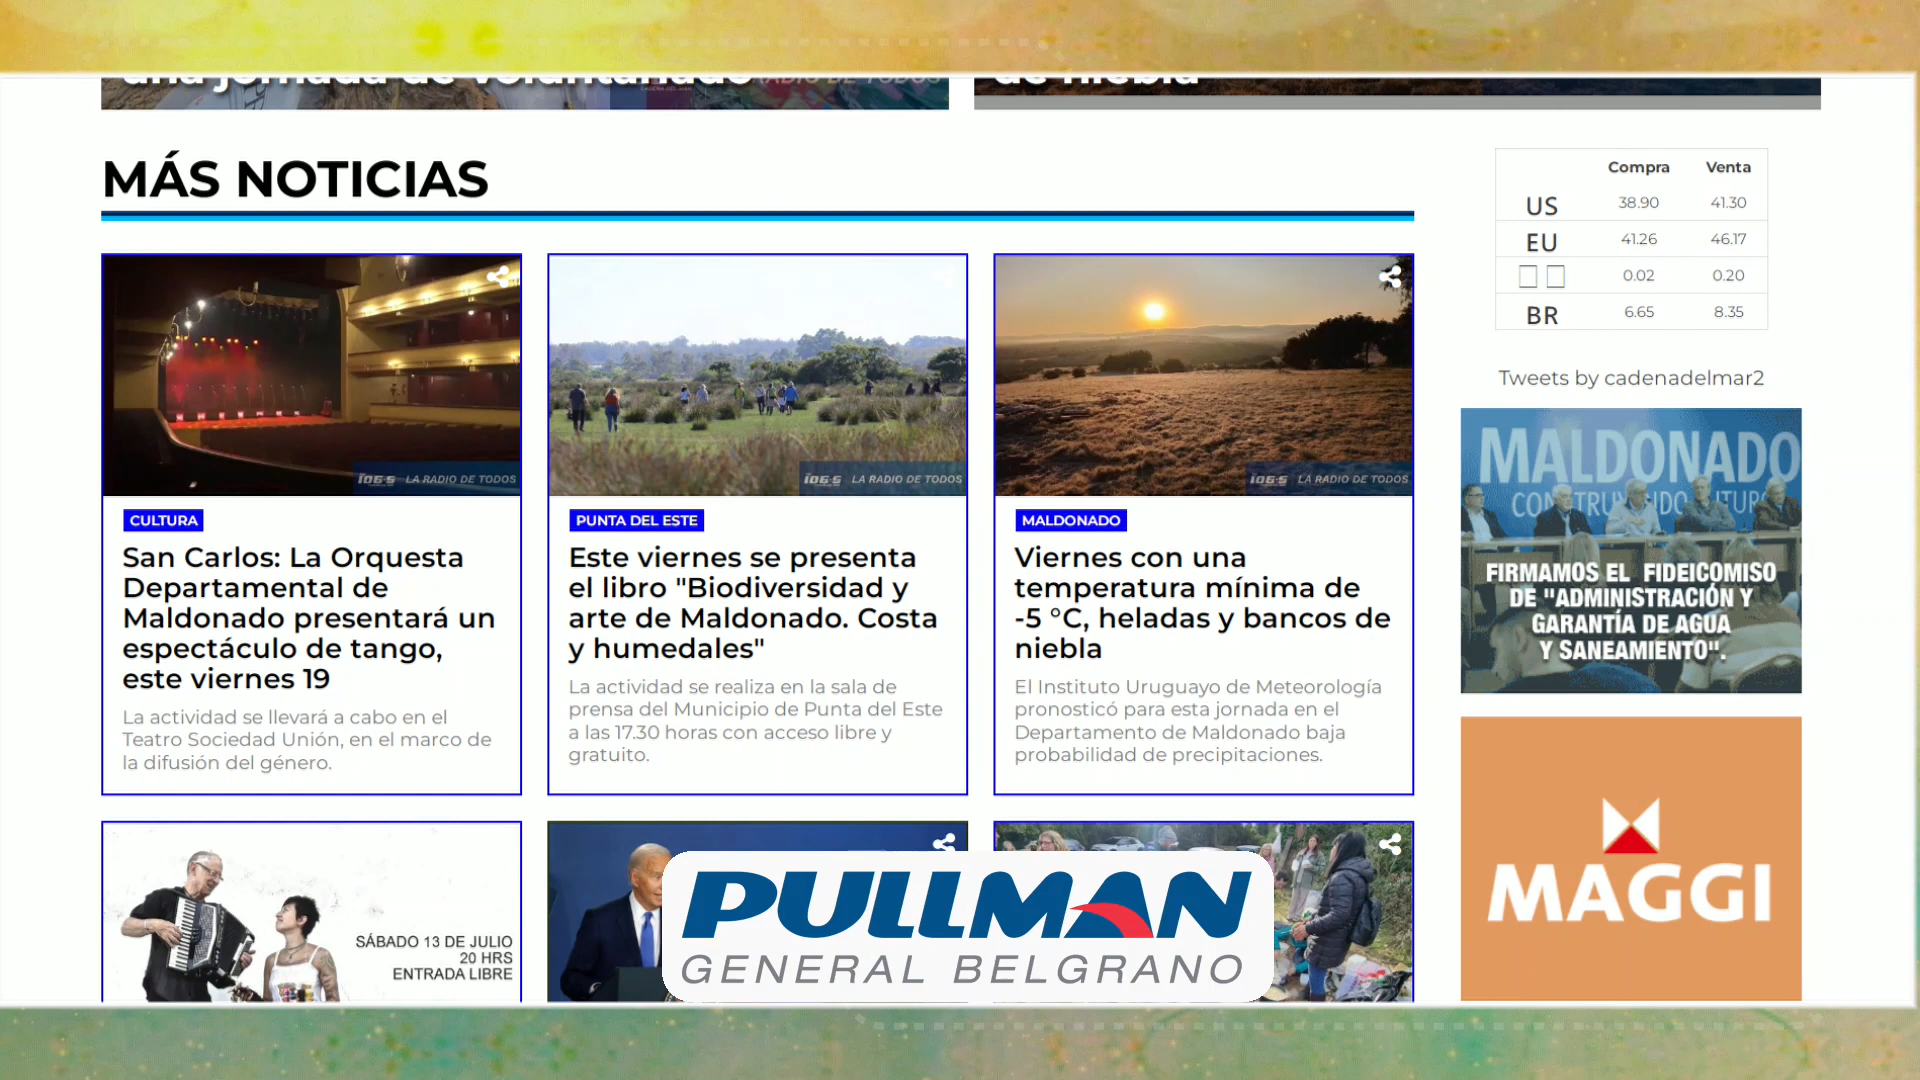 una jornada de voluntariado
de niebla
MÁS NOTICIAS
Compra Venta
US 38.90 41.30
EU 41.26 46.17
0.02 0.20
BR 6.65 8.35
Tweets by cadenadelmar2
106.5 LA RADIO DE TODOS
106.5 LA RADIO DE TODOS
106.5 LA RADIO DE TODOS
CULTURA
San Carlos: La Orquesta
Departamental de
Maldonado presentará un
espectáculo de tango,
este viernes 19
La actividad se llevará a cabo en el
Teatro Sociedad Unión, en el marco de
la difusión del género.
PUNTA DEL ESTE
Este viernes se presenta
el libro "Biodiversidad y
arte de Maldonado. Costa
y humedales"
La actividad se realiza en la sala de
prensa del Municipio de Punta del Este
a las 17.30 horas con acceso libre y
gratuito.
MALDONADO
Viernes con una
temperatura mínima de
-5 °C, heladas y bancos de
niebla
El Instituto Uruguayo de Meteorología
pronosticó para esta jornada en el
Departamento de Maldonado baja
probabilidad de precipitaciones.
MALDONADO
FIRMAMOS EL FIDEICOMISO
DE "ADMINISTRACIÓN Y
GARANTÍA DE AGUA
Y SANEAMIENTO".
MAGGI
SÁBADO 13 DE JULIO
20 HRS
ENTRADA LIBRE
PULLMAN
GENERAL BELGRANO